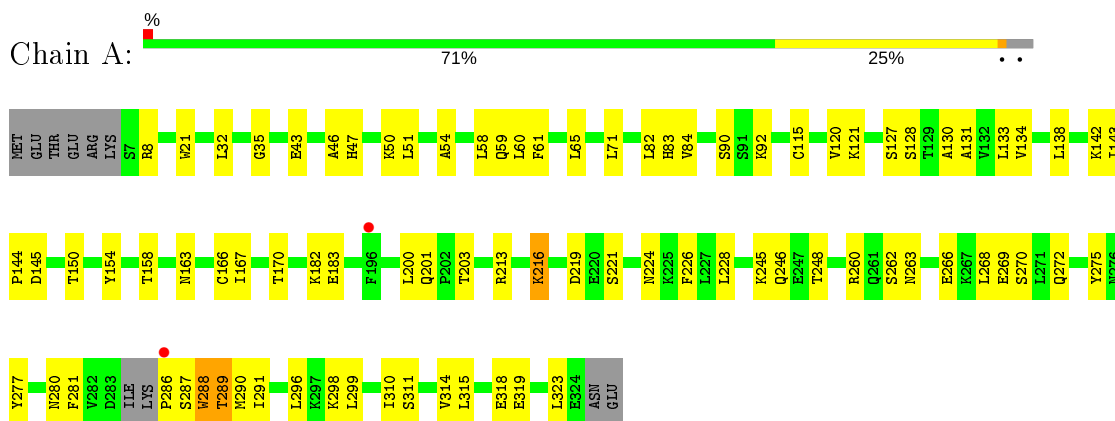 %
Chain A:
71% 25%
MET GLU THR GLU ARG LYS S7 R8 W21 L32 G35 E43 A46 H47 K50 L51 A54 L58 Q59 L60 F61 L65 L71 L82 H83 V84 S90 S91 K92 C115 V120 K121 S127 S128 T129 A130 A131 V132 L133 V134 L138 K142
P144 D145 T150 Y154 T158 N163 C166 I167 T170 K182 E183 F196 L200 Q201 P202 T203 R213 K216 D219 E220 S221 N224 K225 F226 L227 L228 K245 Q246 E247 T248 R260 Q261 S262 N263 E266 K267 L268 E269 S270 L271 Q272 Y275
Y277 N280 F281 V282 D283 ILE LYS P286 S287 W288 T289 M290 I291 L296 K297 K298 L299 I310 S311 V314 L315 E318 E319 L323 E324 ASN GLU